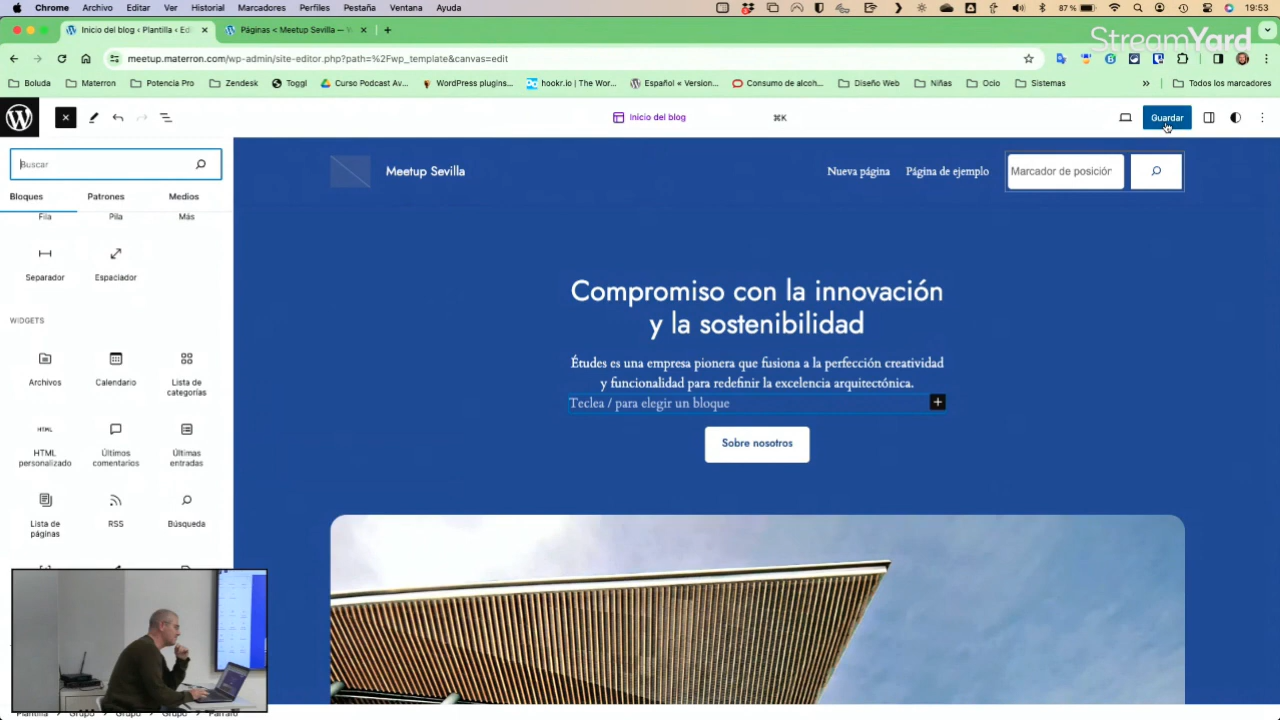 Chrome Archivo Editar Ver Historial Marcadores Perfiles Pestaña Ventana Ayuda 87% 19:53
Inicio del blog ‹ Plantilla ‹ Edi
Páginas ‹ Meetup Sevilla — W
StreamYard
meetup.materron.com/wp-admin/site-editor.php?path=%2Fwp_template&canvas=edit
Boluda Materron Potencia Pro Zendesk Toggl Curso Podcast Av... WordPress plugins... hookr.io | The Wor... Español « Version... Consumo de alcoh... Diseño Web Niñas Ocio Sistemas » Todos los marcadores
Inicio del blog ⌘K Guardar
Buscar
Bloques Patrones Medios
Fila Pila Más
Separador Espaciador
WIDGETS
Archivos Calendario Lista de categorías
HTML
HTML personalizado Últimos comentarios Últimas entradas
Lista de páginas RSS Búsqueda
Meetup Sevilla Nueva página Página de ejemplo Marcador de posición
Compromiso con la innovación
y la sostenibilidad
Études es una empresa pionera que fusiona a la perfección creatividad
y funcionalidad para redefinir la excelencia arquitectónica.
Teclea / para elegir un bloque
Sobre nosotros
Plantilla > Grupo > Grupo > Grupo > Párrafo